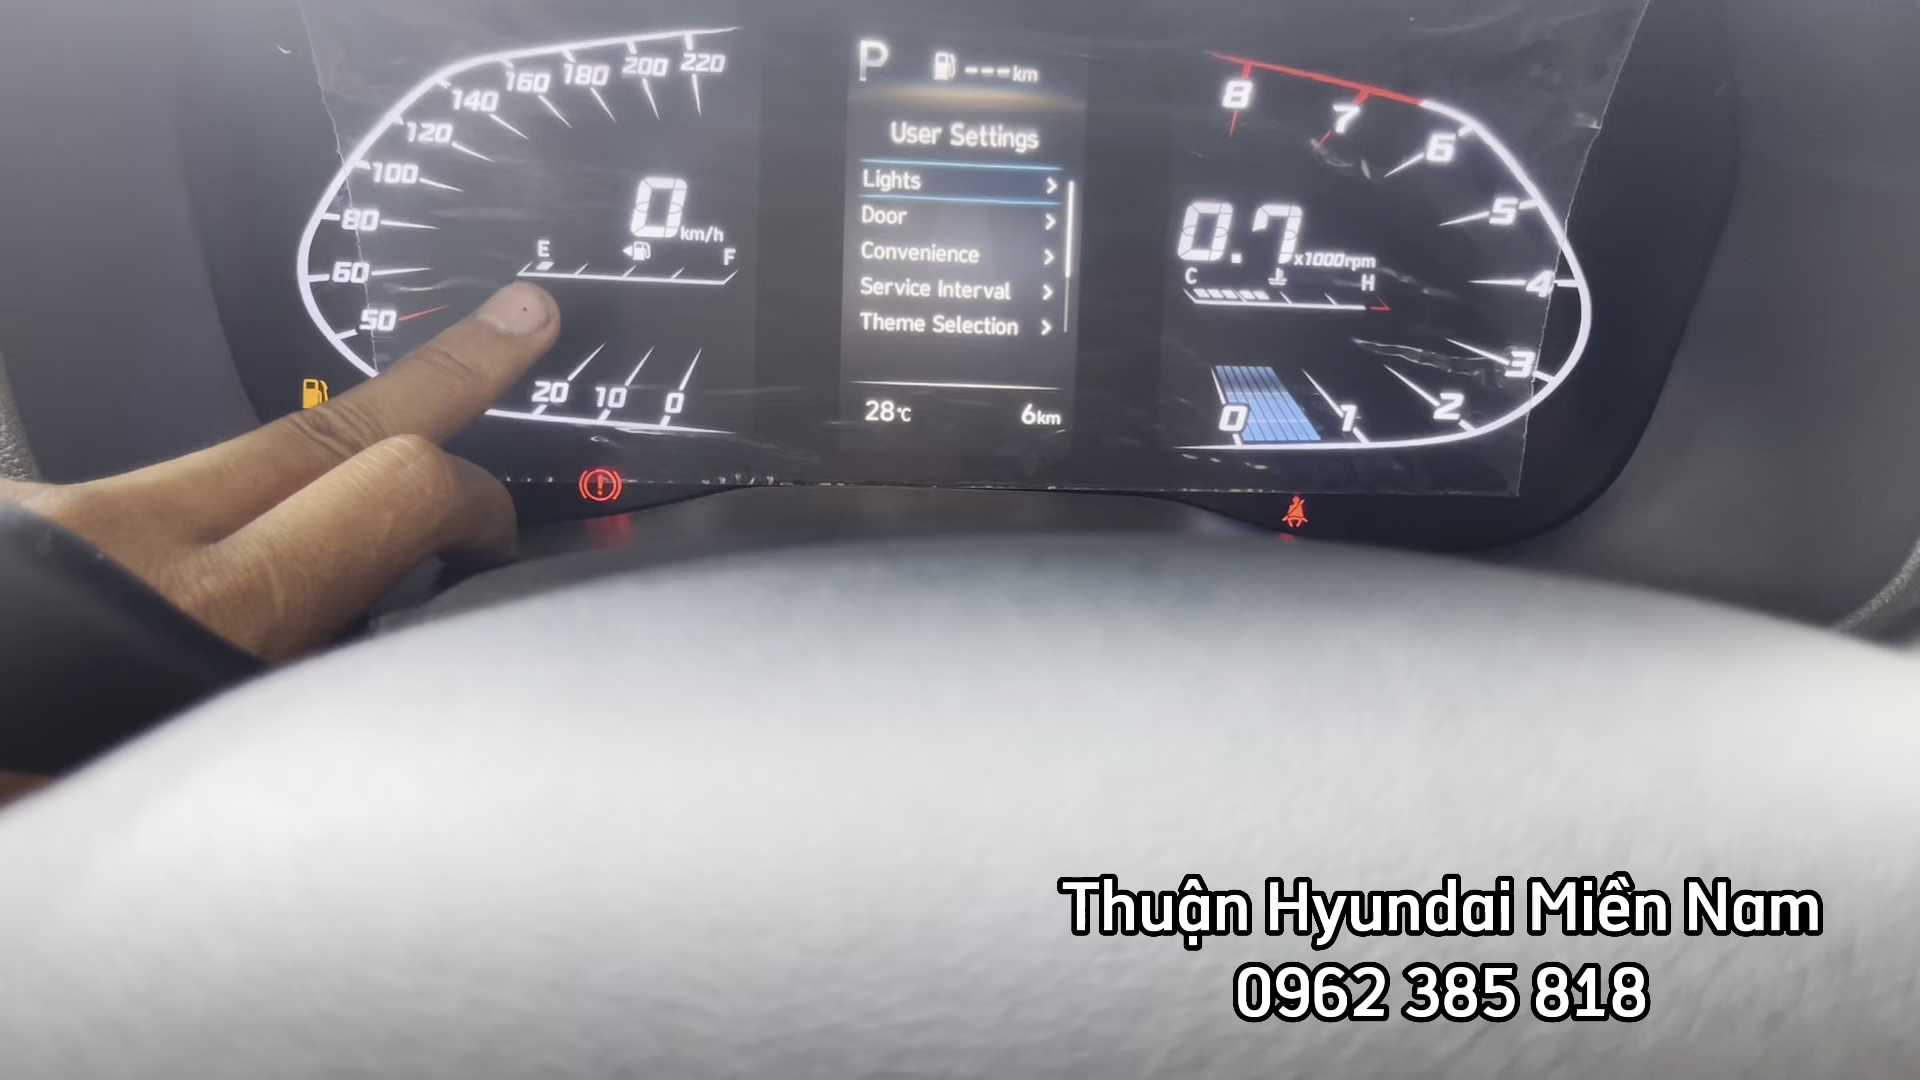 220
200
180
160
140
120
100
80
60
50
20
10
0
0 km/h
E
F
P
---km
User Settings
Lights
Door
Convenience
Service Interval
Theme Selection
28°C
6km
8
7
6
5
4
3
2
1
0
0.7 x1000rpm
C
H
Thuận Hyundai Miền Nam
0962 385 818